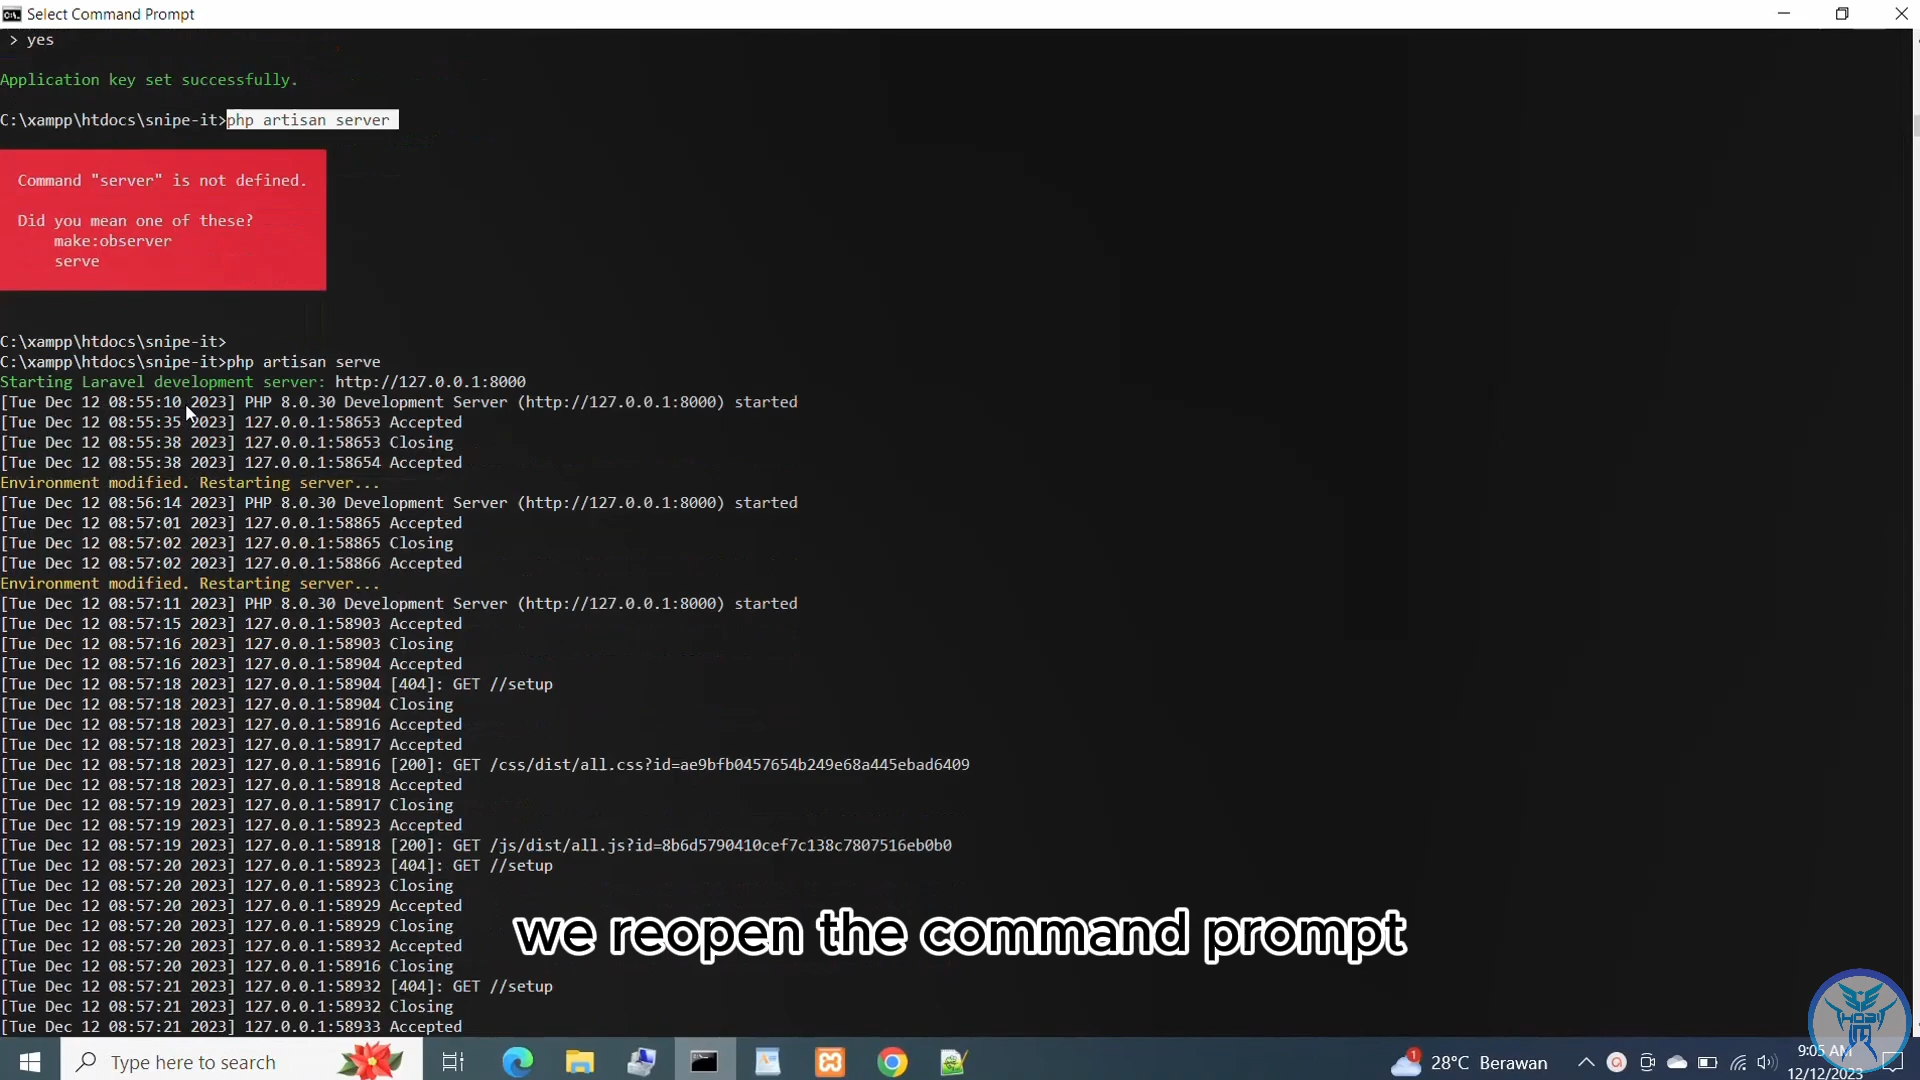 Select Command Prompt
> yes
Application key set successfully.
C:\xampp\htdocs\snipe-it>php artisan server
Command "server" is not defined.
Did you mean one of these?
make:observer
serve
C:\xampp\htdocs\snipe-it>
C:\xampp\htdocs\snipe-it>php artisan serve
Starting Laravel development server: http://127.0.0.1:8000
[Tue Dec 12 08:55:10 2023] PHP 8.0.30 Development Server (http://127.0.0.1:8000) started
[Tue Dec 12 08:55:35 2023] 127.0.0.1:58653 Accepted
[Tue Dec 12 08:55:38 2023] 127.0.0.1:58653 Closing
[Tue Dec 12 08:55:38 2023] 127.0.0.1:58654 Accepted
Environment modified. Restarting server...
[Tue Dec 12 08:56:14 2023] PHP 8.0.30 Development Server (http://127.0.0.1:8000) started
[Tue Dec 12 08:57:01 2023] 127.0.0.1:58865 Accepted
[Tue Dec 12 08:57:02 2023] 127.0.0.1:58865 Closing
[Tue Dec 12 08:57:02 2023] 127.0.0.1:58866 Accepted
Environment modified. Restarting server...
[Tue Dec 12 08:57:11 2023] PHP 8.0.30 Development Server (http://127.0.0.1:8000) started
[Tue Dec 12 08:57:15 2023] 127.0.0.1:58903 Accepted
[Tue Dec 12 08:57:16 2023] 127.0.0.1:58903 Closing
[Tue Dec 12 08:57:16 2023] 127.0.0.1:58904 Accepted
[Tue Dec 12 08:57:18 2023] 127.0.0.1:58904 [404]: GET //setup
[Tue Dec 12 08:57:18 2023] 127.0.0.1:58904 Closing
[Tue Dec 12 08:57:18 2023] 127.0.0.1:58916 Accepted
[Tue Dec 12 08:57:18 2023] 127.0.0.1:58917 Accepted
[Tue Dec 12 08:57:18 2023] 127.0.0.1:58916 [200]: GET /css/dist/all.css?id=ae9bfb0457654b249e68a445ebad6409
[Tue Dec 12 08:57:18 2023] 127.0.0.1:58918 Accepted
[Tue Dec 12 08:57:19 2023] 127.0.0.1:58917 Closing
[Tue Dec 12 08:57:19 2023] 127.0.0.1:58923 Accepted
[Tue Dec 12 08:57:19 2023] 127.0.0.1:58918 [200]: GET /js/dist/all.js?id=8b6d5790410cef7c138c7807516eb0b0
[Tue Dec 12 08:57:20 2023] 127.0.0.1:58923 [404]: GET //setup
[Tue Dec 12 08:57:20 2023] 127.0.0.1:58923 Closing
[Tue Dec 12 08:57:20 2023] 127.0.0.1:58929 Accepted
[Tue Dec 12 08:57:20 2023] 127.0.0.1:58929 Closing
[Tue Dec 12 08:57:20 2023] 127.0.0.1:58932 Accepted
[Tue Dec 12 08:57:20 2023] 127.0.0.1:58916 Closing
[Tue Dec 12 08:57:21 2023] 127.0.0.1:58932 [404]: GET //setup
[Tue Dec 12 08:57:21 2023] 127.0.0.1:58932 Closing
[Tue Dec 12 08:57:21 2023] 127.0.0.1:58933 Accepted
we reopen the command prompt
Type here to search
1
28°C Berawan
9:05 AM
12/12/2023